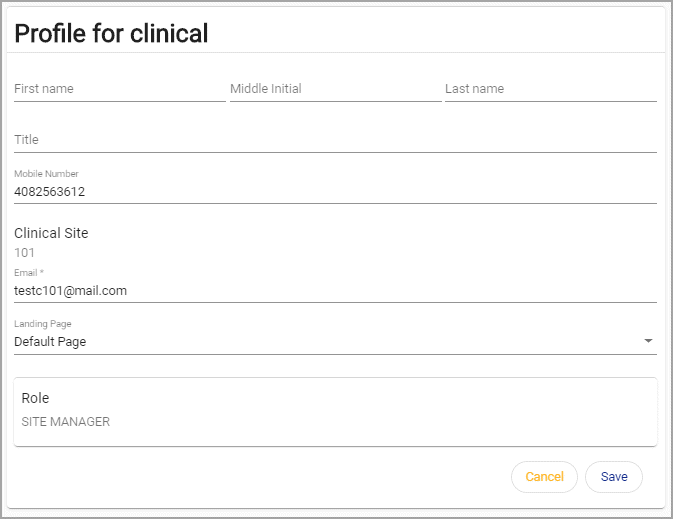 Profile for clinical
First name Middle Initial Last name
Title
Mobile Number
4082563612
Clinical Site
101
Email *
testc101@mail.com
Landing Page
Default Page
Role
SITE MANAGER
Cancel Save